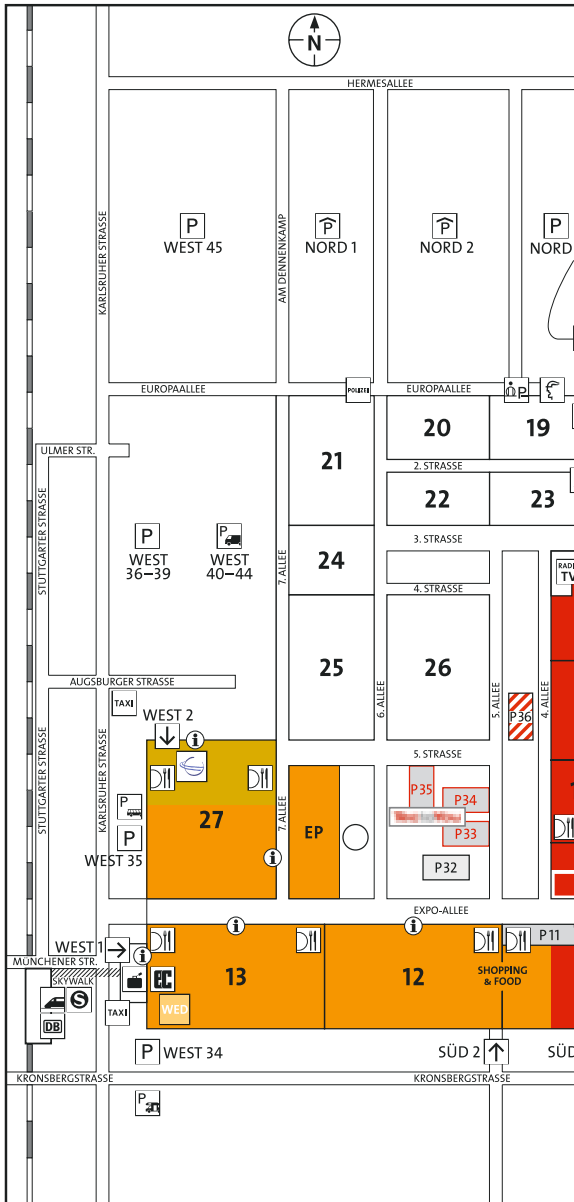 N
HERMESALLEE
KARLSRUHER STRASSE
AM DENNENKAMP
P
WEST 45
P
NORD 1
P
NORD 2
P
NORD
EUROPAALLEE
POLIZEI
EUROPAALLEE
P
ULMER STR.
STUTTGARTER STRASSE
20
19
21
2. STRASSE
22
23
P
WEST
36–39
P
WEST
40–44
7. ALLEE
3. STRASSE
24
4. STRASSE
RADI
TV
25
26
6. ALLEE
5. ALLEE
4. ALLEE
P36
AUGSBURGER STRASSE
TAXI
WEST 2
i
5. STRASSE
STUTTGARTER STRASSE
KARLSRUHER STRASSE
P
P
WEST 35
27
7. ALLEE
i
EP
P35
P34
P33
P32
EXPO-ALLEE
i
i
WEST 1
i
MÜNCHENER STR.
SKYWALK
S
DB
TAXI
EC
WED
13
12
SHOPPING
& FOOD
P 11
P
WEST 34
SÜD 2
SÜD
KRONSBERGSTRASSE
KRONSBERGSTRASSE
P